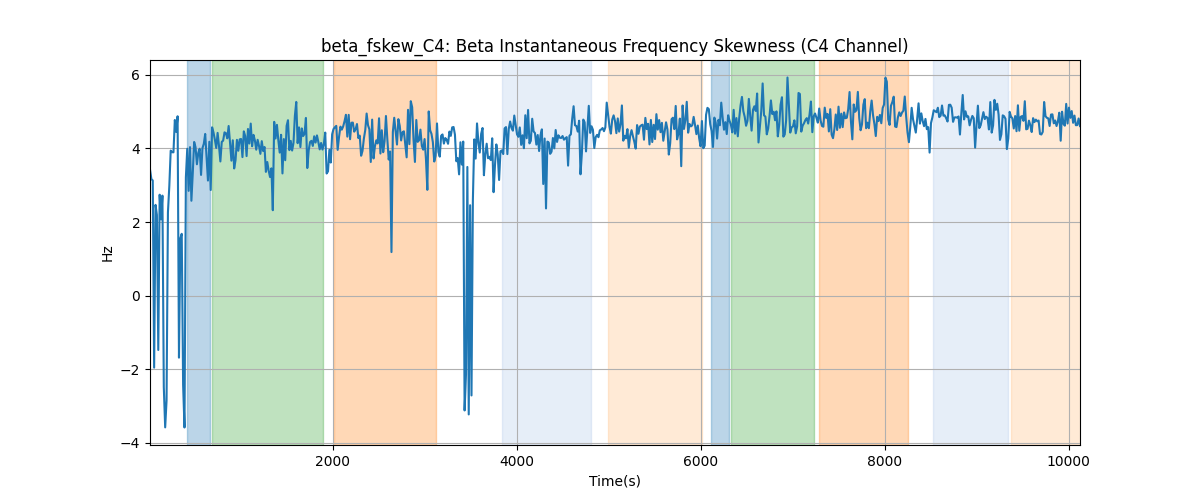 beta_fskew_C4: Beta Instantaneous Frequency Skewness (C4 Channel)
6
4
2
0
−2
−4
Hz
2000 4000 6000 8000 10000
Time(s)